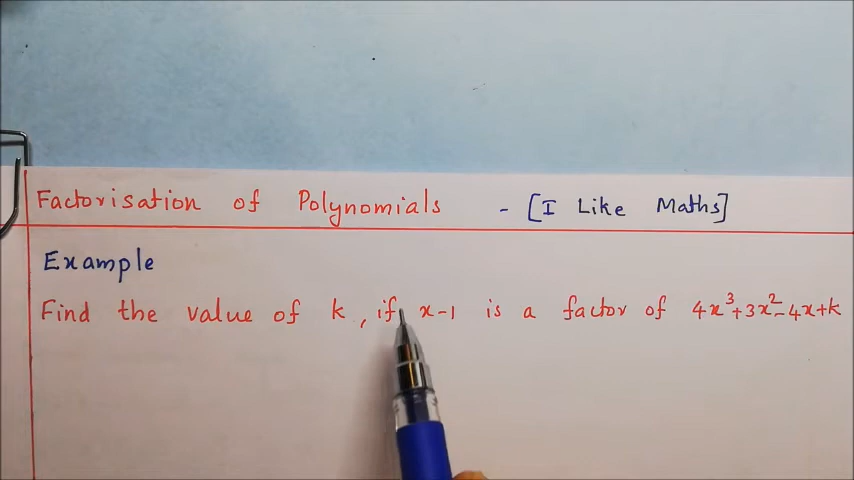 Factorisation of Polynomials - [I Like Maths]
Example
Find the value of k, if x-1 is a factor of 4x³+3x²-4x+k